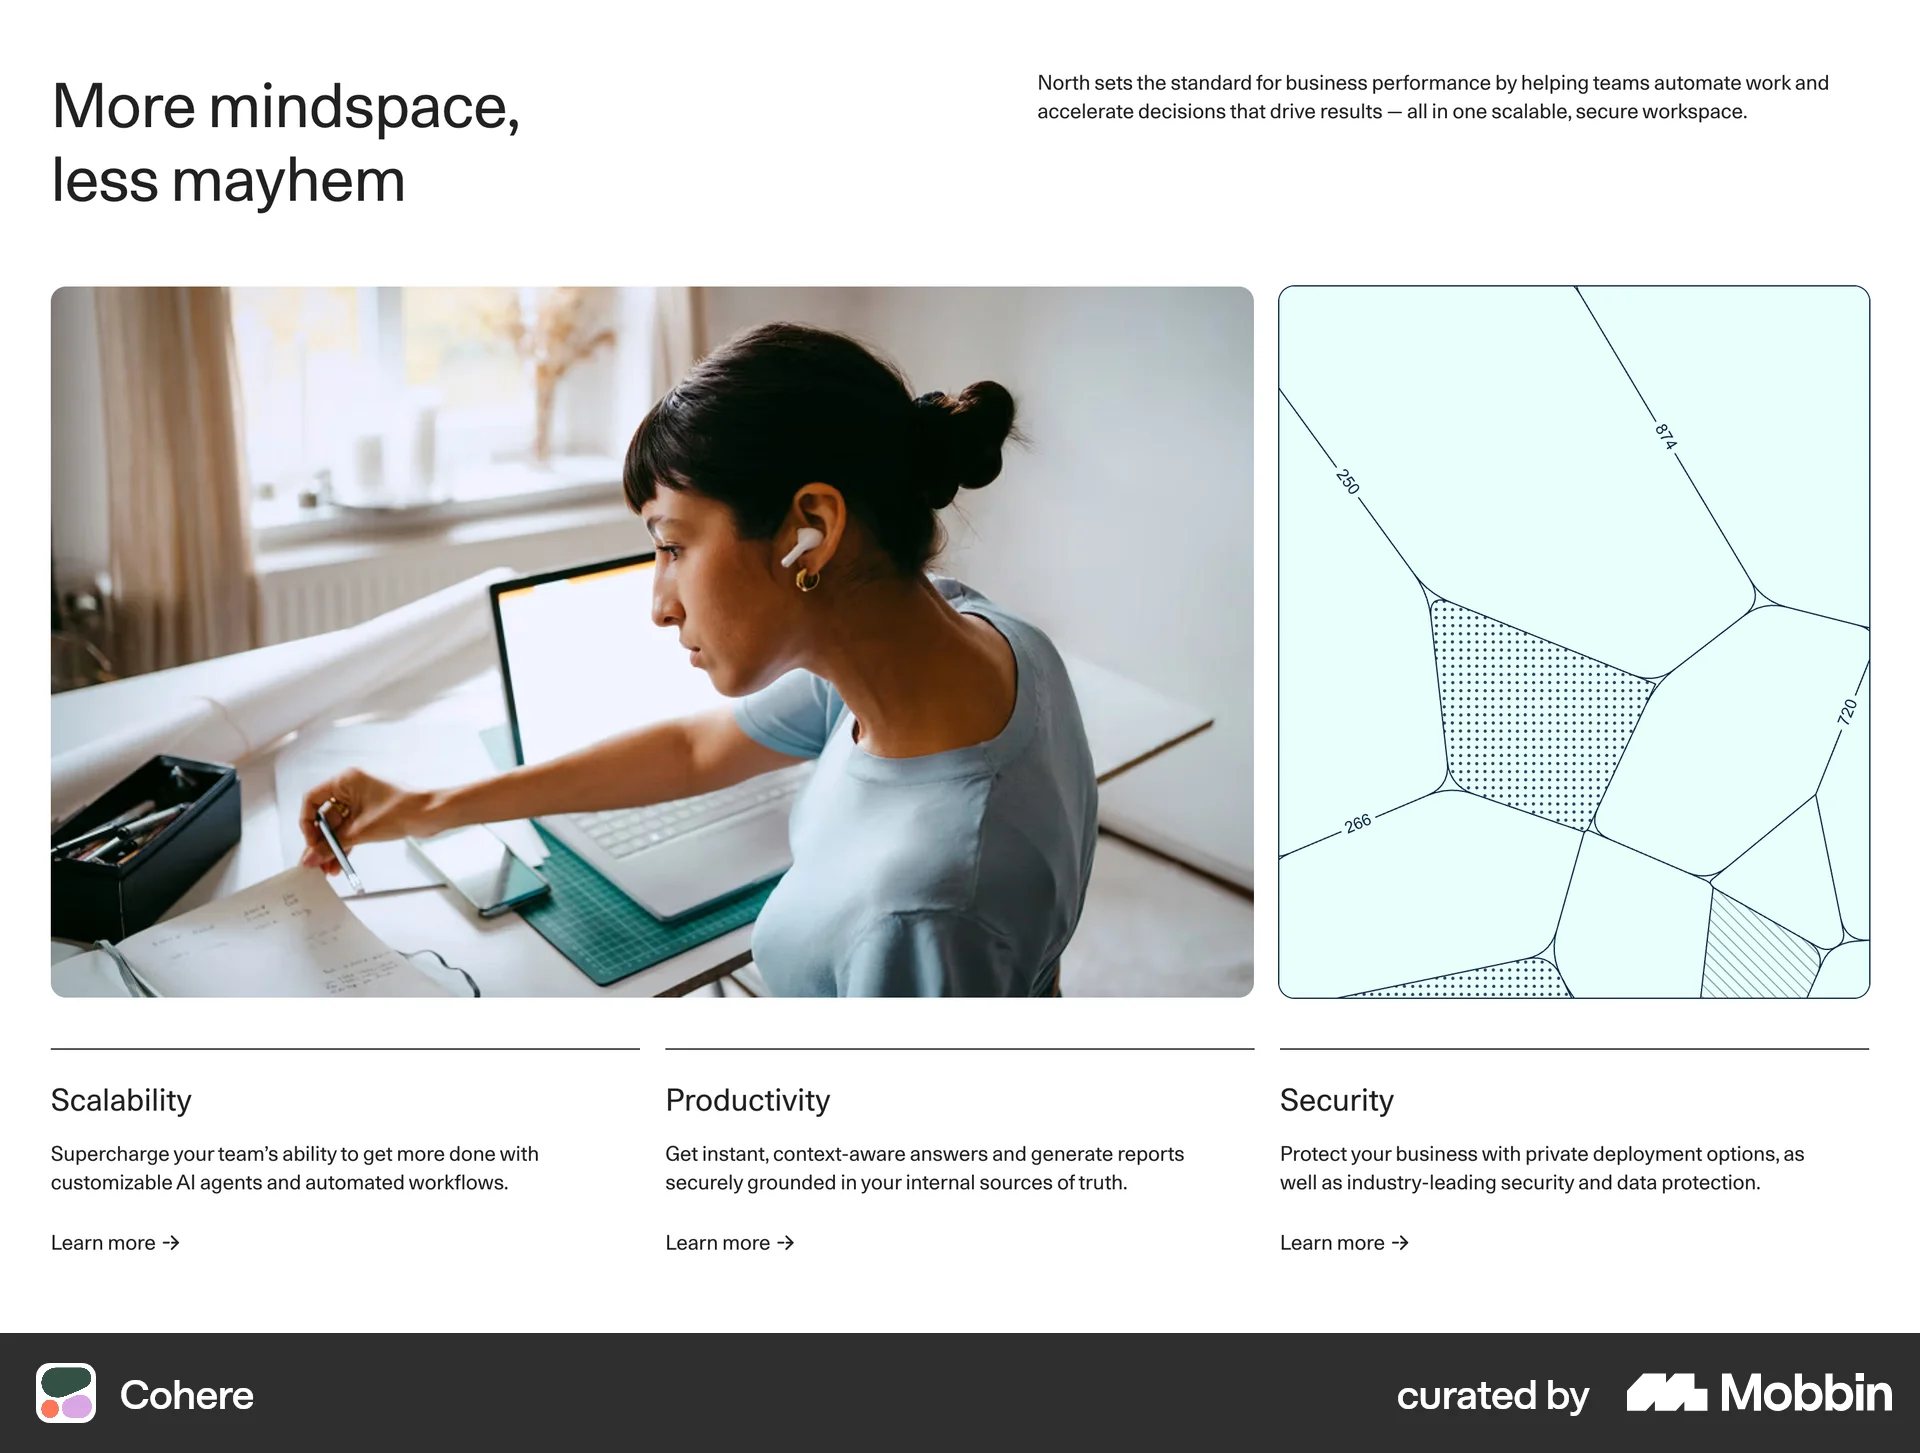 More mindspace,
less mayhem
North sets the standard for business performance by helping teams automate work and
accelerate decisions that drive results — all in one scalable, secure workspace.
874
250
720
266
Scalability
Supercharge your team’s ability to get more done with
customizable AI agents and automated workflows.
Learn more →
Productivity
Get instant, context-aware answers and generate reports
securely grounded in your internal sources of truth.
Learn more →
Security
Protect your business with private deployment options, as
well as industry-leading security and data protection.
Learn more →
Cohere
curated by Mobbin